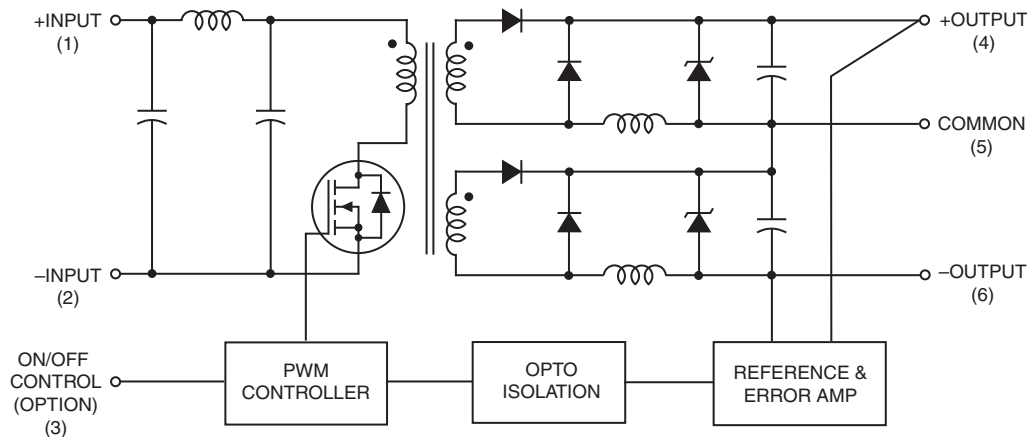 +INPUT
(1)
+OUTPUT
(4)
COMMON
(5)
–INPUT
(2)
–OUTPUT
(6)
ON/OFF
CONTROL
(OPTION)
(3)
PWM
CONTROLLER
OPTO
ISOLATION
REFERENCE &
ERROR AMP